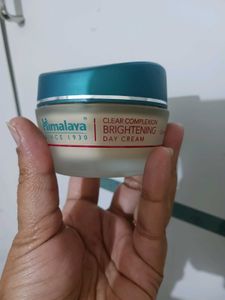 Himalaya
SINCE 1930
CLEAR COMPLEXION
BRIGHTENING
DAY CREAM